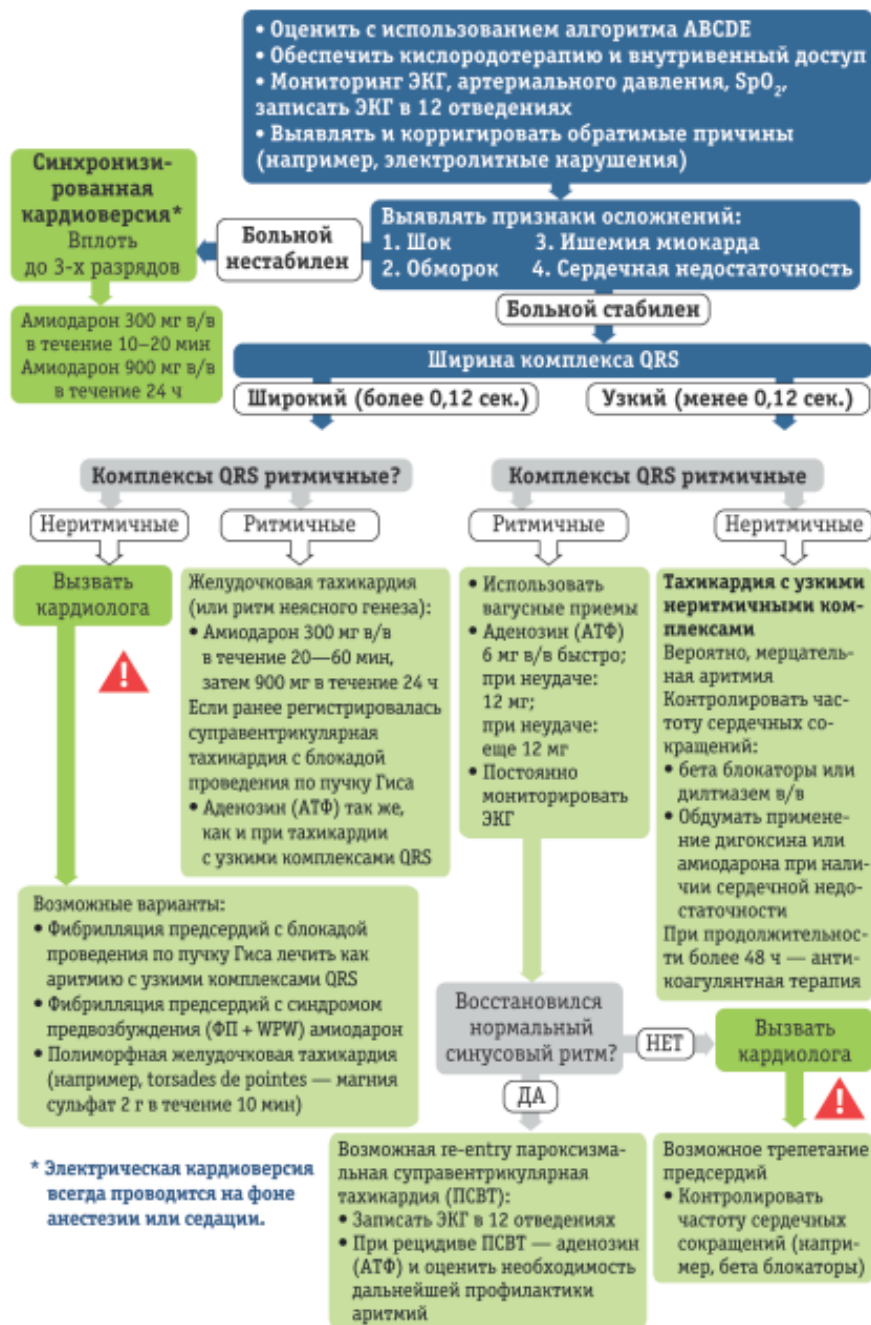 • Оценить с использованием алгоритма ABCDE
• Обеспечить кислородотерапию и внутривенный доступ
• Мониторинг ЭКГ, артериального давления, SpO₂,
записать ЭКГ в 12 отведениях
• Выявлять и корригировать обратимые причины
(например, электролитные нарушения)
Синхронизи-
рованная
кардиоверсия*
Вплоть
до 3-х разрядов
Больной
нестабилен
Выявлять признаки осложнений:
1. Шок 3. Ишемия миокарда
2. Обморок 4. Сердечная недостаточность
Больной стабилен
Амиодарон 300 мг в/в
в течение 10–20 мин
Амиодарон 900 мг в/в
в течение 24 ч
Ширина комплекса QRS
Широкий (более 0,12 сек.)
Узкий (менее 0,12 сек.)
Комплексы QRS ритмичные?
Комплексы QRS ритмичные
Неритмичные
Ритмичные
Ритмичные
Неритмичные
Вызвать
кардиолога
!
Желудочковая тахикардия
(или ритм неясного генеза):
• Амиодарон 300 мг в/в
в течение 20—60 мин,
затем 900 мг в течение 24 ч
Если ранее регистрировалась
суправентрикулярная
тахикардия с блокадой
проведения по пучку Гиса
• Аденозин (АТФ) так же,
как и при тахикардии
с узкими комплексами QRS
• Использовать
вагусные приемы
• Аденозин (АТФ)
6 мг в/в быстро;
при неудаче:
12 мг;
при неудаче:
еще 12 мг
• Постоянно
мониторировать
ЭКГ
Тахикардия с узкими
неритмичными ком-
плексами
Вероятно, мерцатель-
ная аритмия
Контролировать час-
тоту сердечных со-
кращений:
• бета блокаторы или
дилтиазем в/в
• Обдумать примене-
ние дигоксина или
амиодарона при нали-
чии сердечной недо-
статочности
При продолжительнос-
ти более 48 ч — анти-
коагулянтная терапия
Возможные варианты:
• Фибрилляция предсердий с блокадой
проведения по пучку Гиса лечить как
аритмию с узкими комплексами QRS
• Фибрилляция предсердий с синдромом
предвозбуждения (ФП + WPW) амиодарон
• Полиморфная желудочковая тахикардия
(например, torsades de pointes — магния
сульфат 2 г в течение 10 мин)
Восстановился
нормальный
синусовый ритм?
НЕТ
Вызвать
кардиолога
!
ДА
* Электрическая кардиоверсия
всегда проводится на фоне
анестезии или седации.
Возможная re-entry пароксизма-
льная суправентрикулярная
тахикардия (ПСВТ):
• Записать ЭКГ в 12 отведениях
• При рецидиве ПСВТ — аденозин
(АТФ) и оценить необходимость
дальнейшей профилактики
аритмий
Возможное трепетание
предсердий
• Контролировать
частоту сердечных
сокращений (напри-
мер, бета блокаторы)